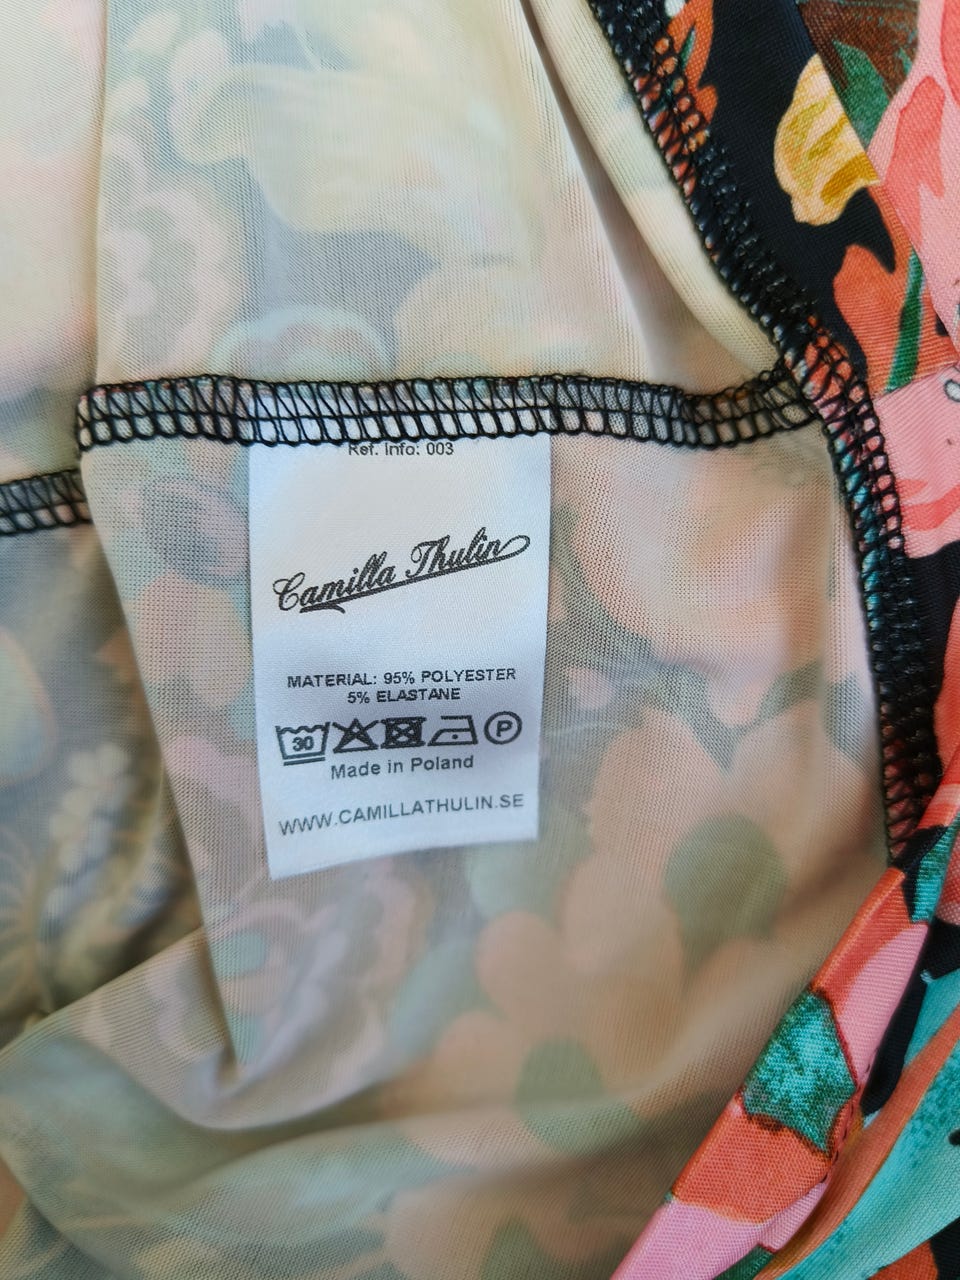 Ref. Info: 003
Camilla Thulin
MATERIAL: 95% POLYESTER
5% ELASTANE
30 P
Made in Poland
WWW.CAMILLATHULIN.SE